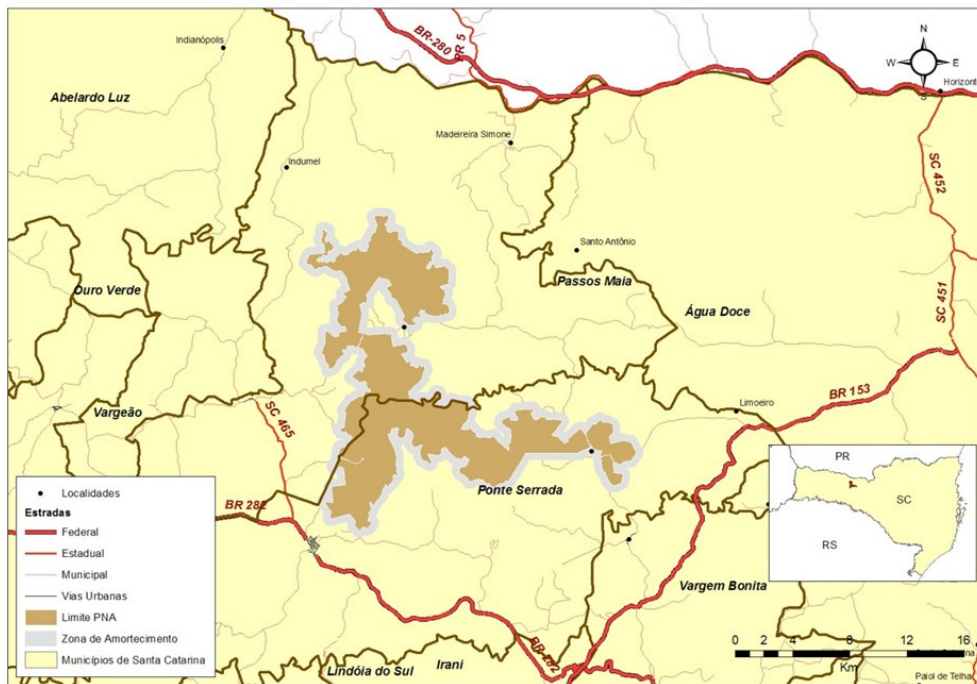 Indianópolis
BR-280
BR 5
N
W
E
S
Horizont
Abelardo Luz
Madeireira Simone
Indumel
SC 452
Santo Antônio
Ouro Verde
Passos Maia
Água Doce
SC 451
BR 153
Vargeão
SC 465
Limoeiro
PR
SC
RS
Ponte Serrada
BR 282
Localidades
Estradas
Federal
Estadual
Municipal
Vias Urbanas
Limite PNA
Zona de Amortecimento
Municípios de Santa Catarina
Vargem Bonita
Lindóia do Sul
Irani
BR-282
0 2 4 8 12 16
Km
na
Paiol de Telha